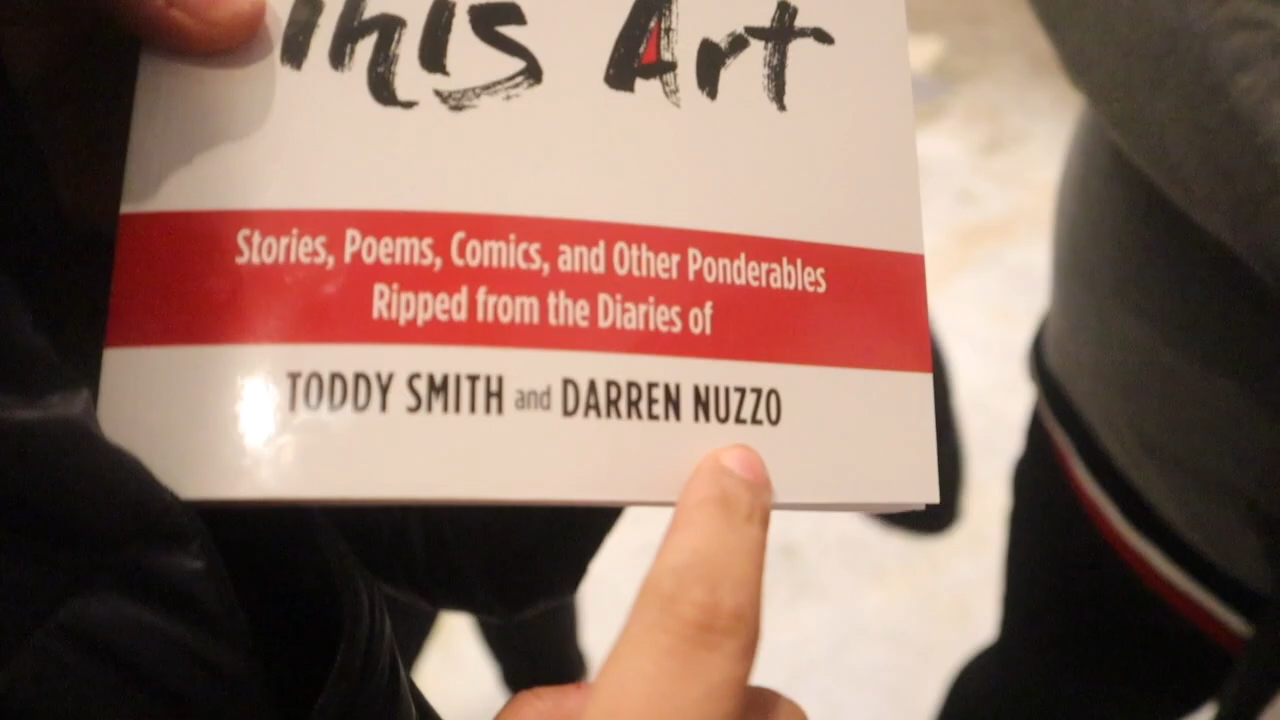 This Art
Stories, Poems, Comics, and Other Ponderables
Ripped from the Diaries of
TODDY SMITH and DARREN NUZZO